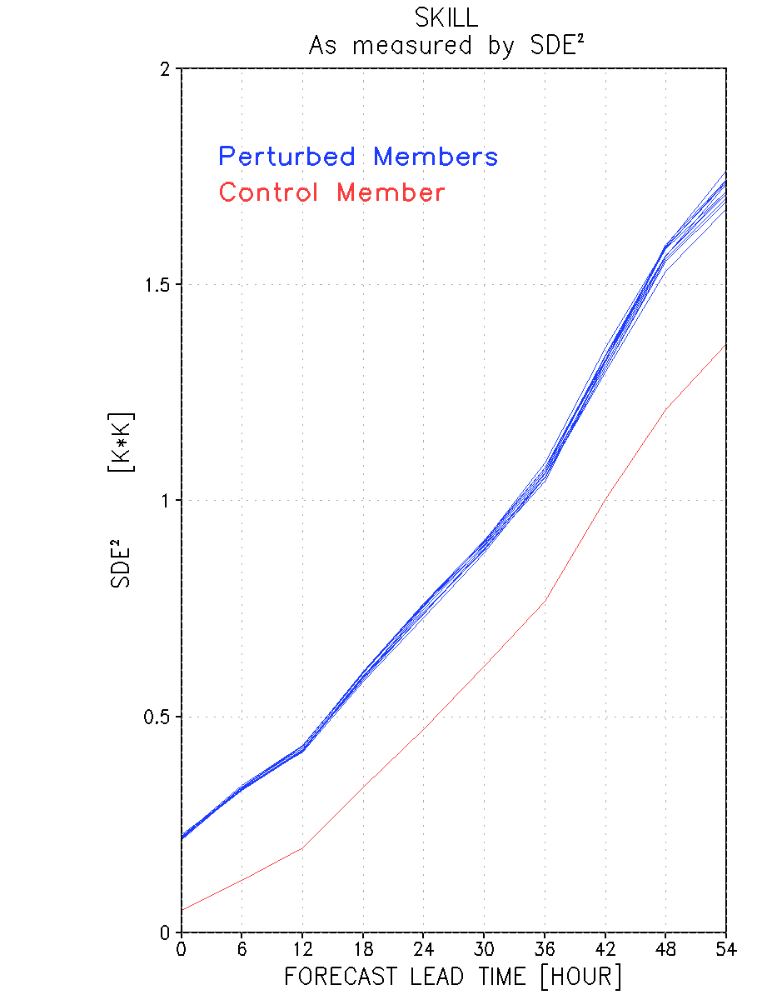 SKILL
As measured by SDE²
2
Perturbed Members
Control Member
1.5
[K*K]
1
SDE²
0.5
0
0 6 12 18 24 30 36 42 48 54
FORECAST LEAD TIME [HOUR]